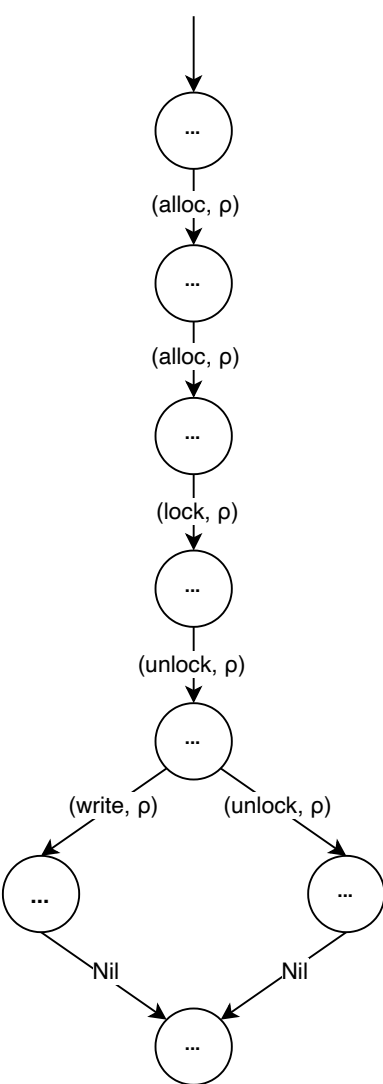 ...
(alloc, ρ)
...
(alloc, ρ)
...
(lock, ρ)
...
(unlock, ρ)
...
(write, ρ) (unlock, ρ)
... ...
Nil Nil
...